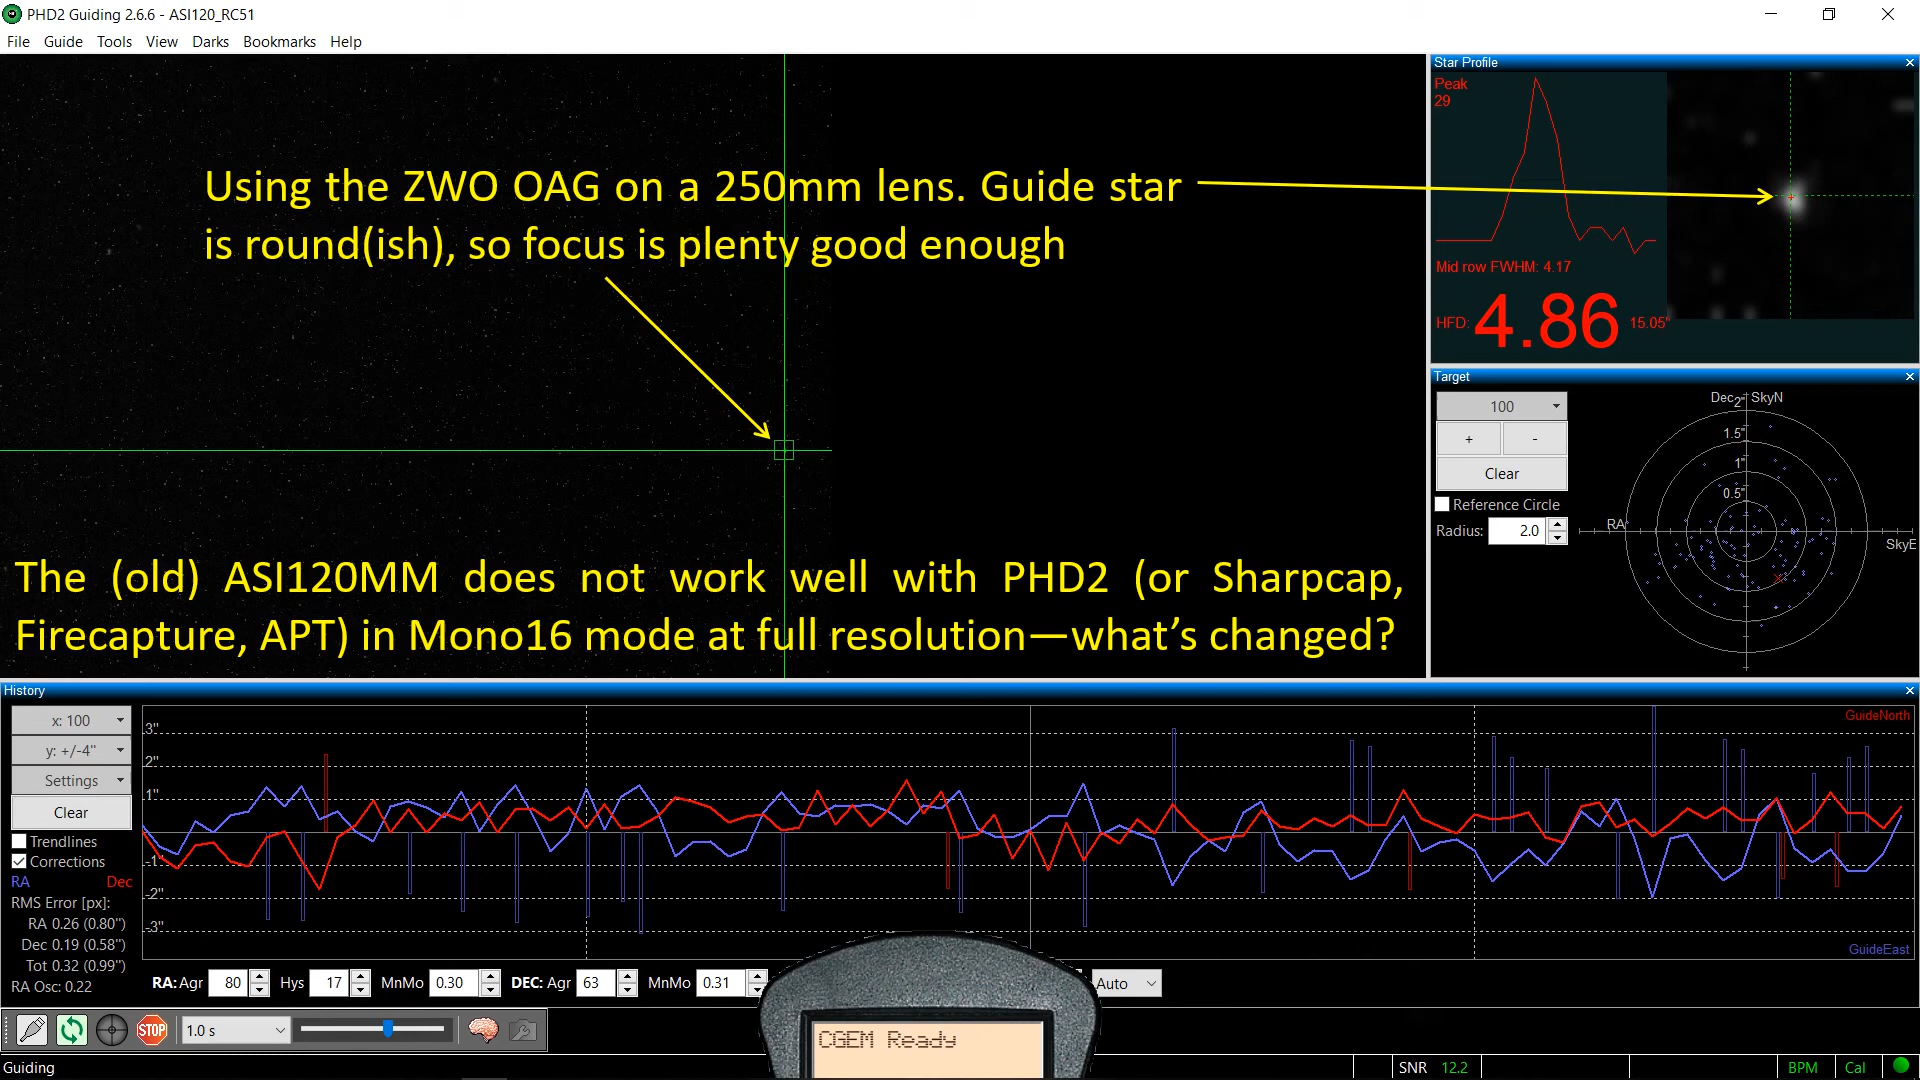 PHD2 Guiding 2.6.6 - ASI120_RC51
File Guide Tools View Darks Bookmarks Help
Using the ZWO OAG on a 250mm lens. Guide star
is round(ish), so focus is plenty good enough
The (old) ASI120MM does not work well with PHD2 (or Sharpcap,
Firecapture, APT) in Mono16 mode at full resolution—what's changed?
Star Profile
Peak
29
Mid row FWHM: 4.17
HFD: 4.86 15.05"
Target
100
+ -
Clear
Reference Circle
Radius: 2.0
Dec 2" SkyN
1.5"
1"
0.5"
RA
SkyE
History
x: 100
y: +/-4"
Settings
Clear
Trendlines
Corrections
RA Dec
RMS Error [px]:
RA 0.26 (0.80")
Dec 0.19 (0.58")
Tot 0.32 (0.99")
RA Osc: 0.22
3"
2"
1"
-1"
-2"
-3"
GuideNorth
GuideEast
RA: Agr 80 Hys 17 MnMo 0.30 DEC: Agr 63 MnMo 0.31 Auto
STOP 1.0 s
CGEM Ready
Guiding SNR 12.2 BPM Cal